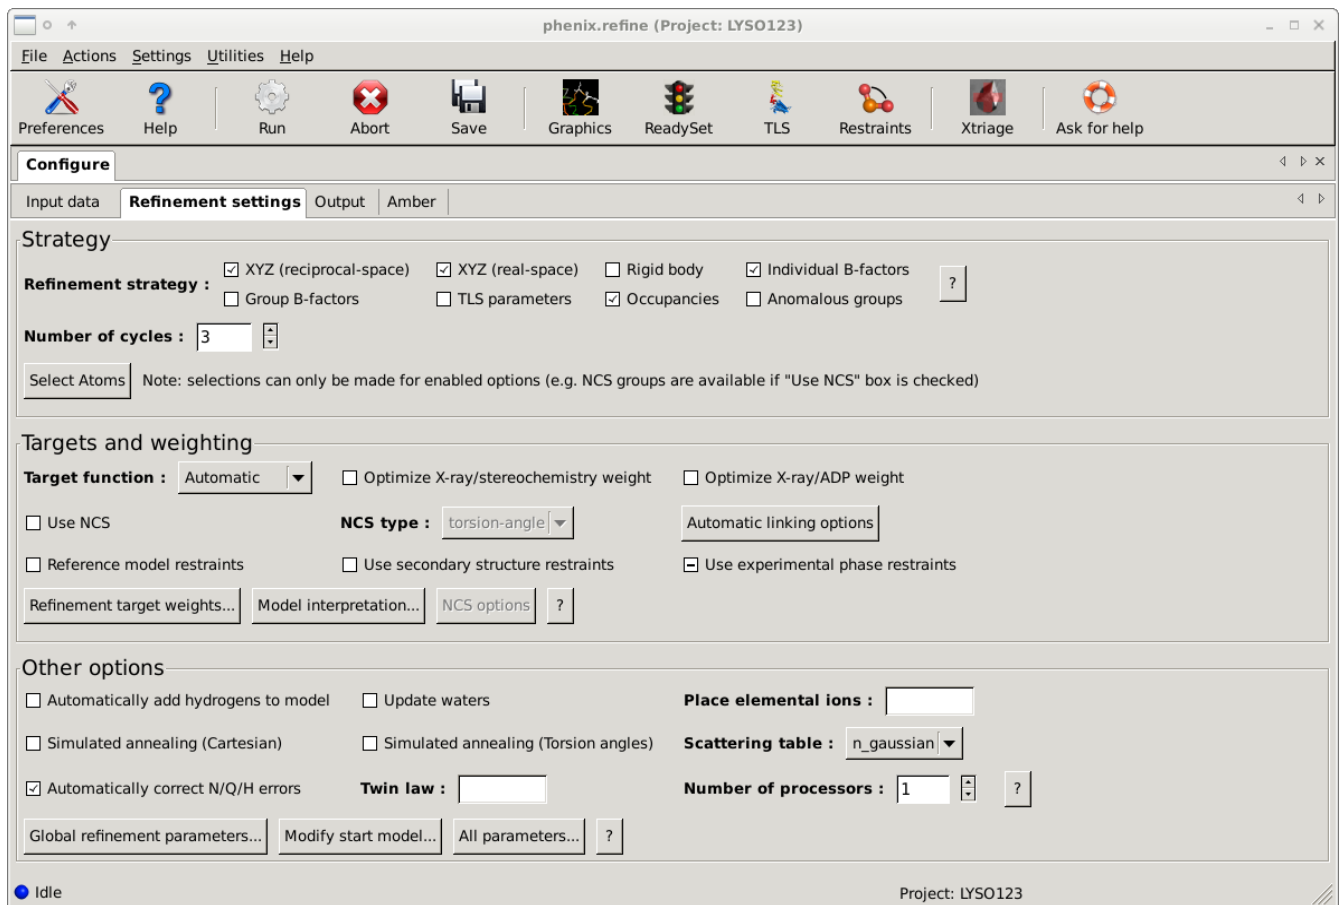 phenix.refine (Project: LYSO123)
File Actions Settings Utilities Help
Preferences Help Run Abort Save Graphics ReadySet TLS Restraints Xtriage Ask for help
Configure
Input data Refinement settings Output Amber
Strategy
Refinement strategy :
XYZ (reciprocal-space) XYZ (real-space) Rigid body Individual B-factors
Group B-factors TLS parameters Occupancies Anomalous groups
?
Number of cycles : 3
Select Atoms Note: selections can only be made for enabled options (e.g. NCS groups are available if "Use NCS" box is checked)
Targets and weighting
Target function : Automatic Optimize X-ray/stereochemistry weight Optimize X-ray/ADP weight
Use NCS NCS type : torsion-angle Automatic linking options
Reference model restraints Use secondary structure restraints Use experimental phase restraints
Refinement target weights... Model interpretation... NCS options ?
Other options
Automatically add hydrogens to model Update waters Place elemental ions :
Simulated annealing (Cartesian) Simulated annealing (Torsion angles) Scattering table : n_gaussian
Automatically correct N/Q/H errors Twin law : Number of processors : 1 ?
Global refinement parameters... Modify start model... All parameters... ?
Idle Project: LYSO123